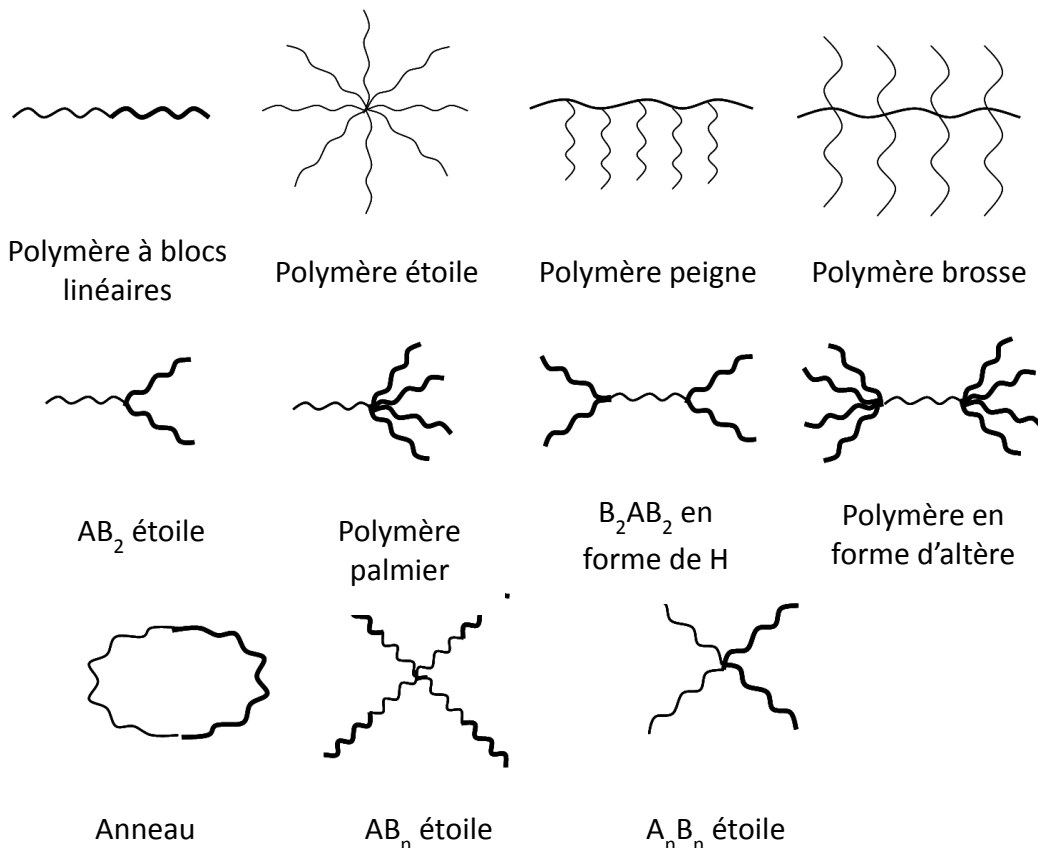 Polymère à blocs
linéaires
Polymère étoile
Polymère peigne
Polymère brosse
AB₂ étoile
Polymère
palmier
B₂AB₂ en
forme de H
Polymère en
forme d’altère
Anneau
ABₙ étoile
AₙBₙ étoile